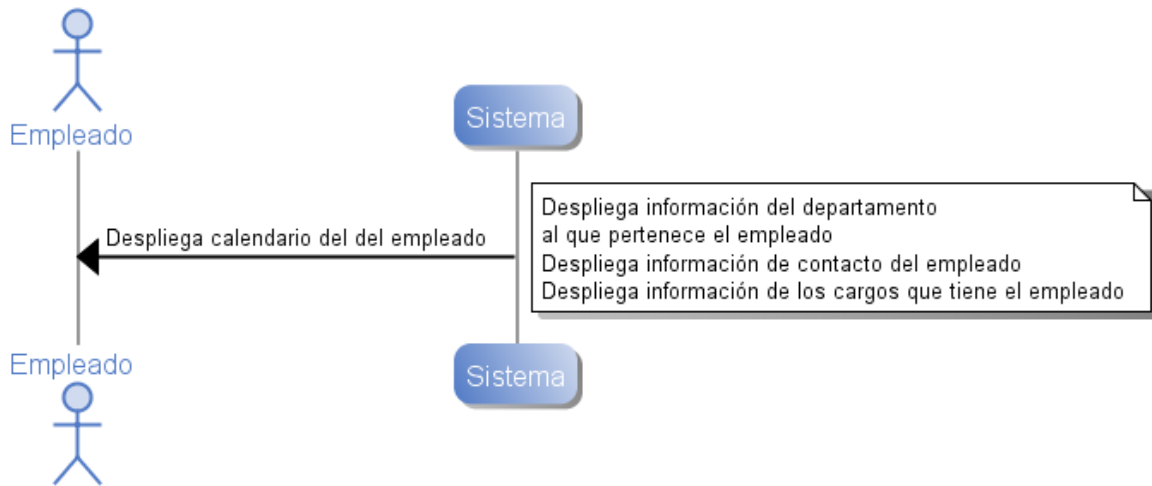 Empleado
Sistema
Despliega calendario del del empleado
Despliega información del departamento
al que pertenece el empleado
Despliega información de contacto del empleado
Despliega información de los cargos que tiene el empleado
Empleado
Sistema